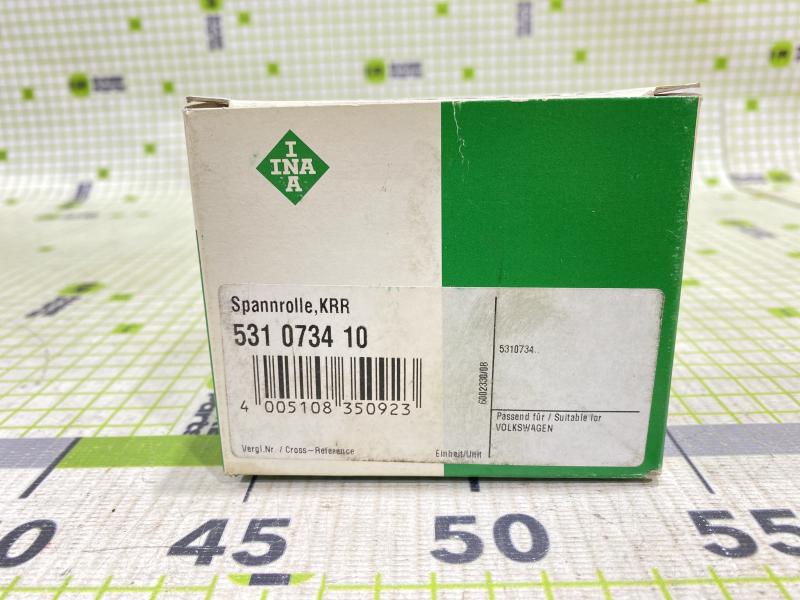 I
INA
A
Spannrolle,KRR
531 0734 10
4 005108 350923
Vergl.Nr. / Cross-Reference
Einheit/Unit
6002330/08
5310734..
Passend für / Suitable for
VOLKSWAGEN
45
50
55